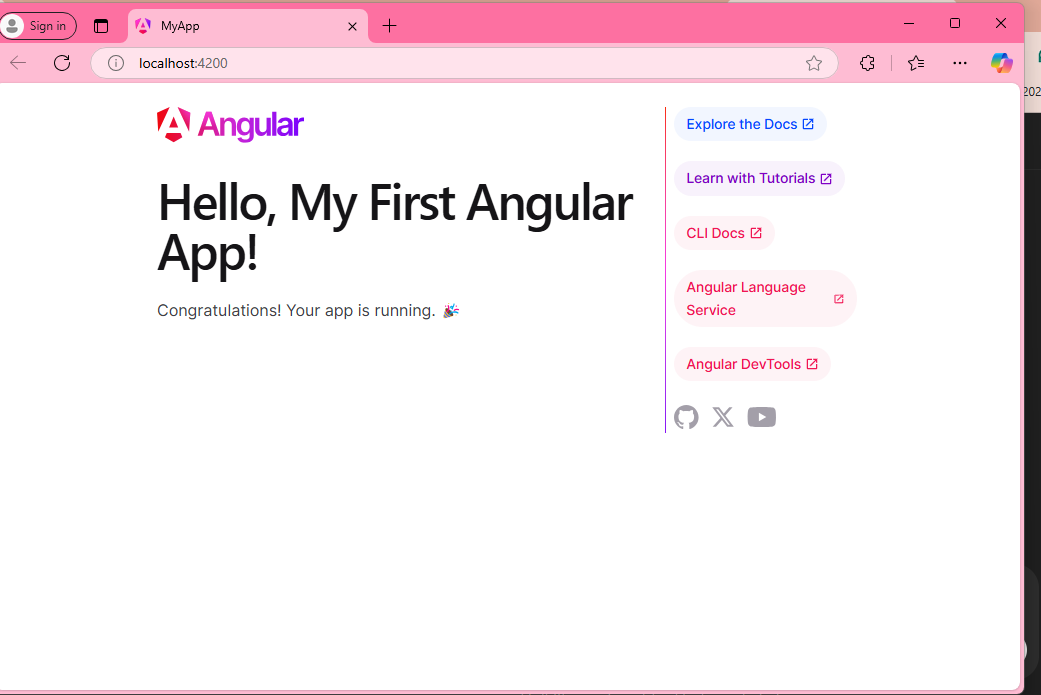 Sign in
MyApp
localhost:4200
202
Angular
Hello, My First Angular
App!
Congratulations! Your app is running.
Explore the Docs
Learn with Tutorials
CLI Docs
Angular Language
Service
Angular DevTools